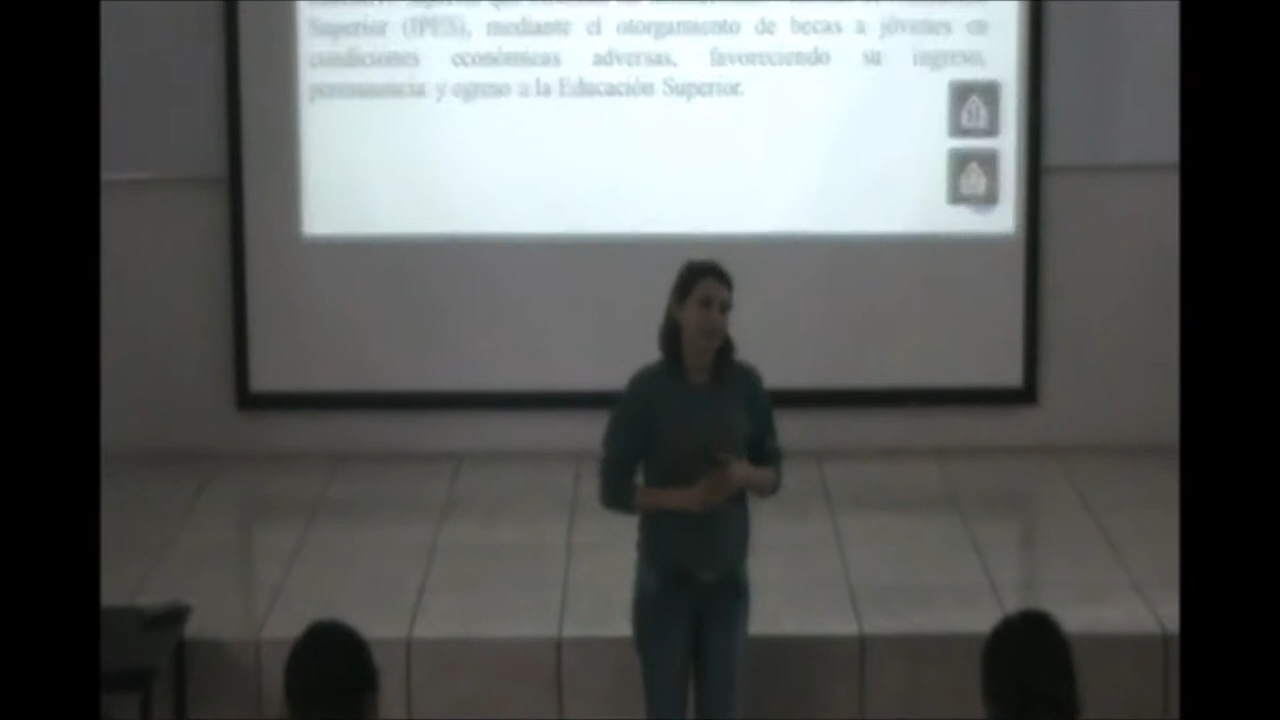 Superior (IPES), mediante el otorgamiento de becas a jóvenes en
condiciones económicas adversas, favoreciendo su ingreso,
permanencia y egreso a la Educación Superior.